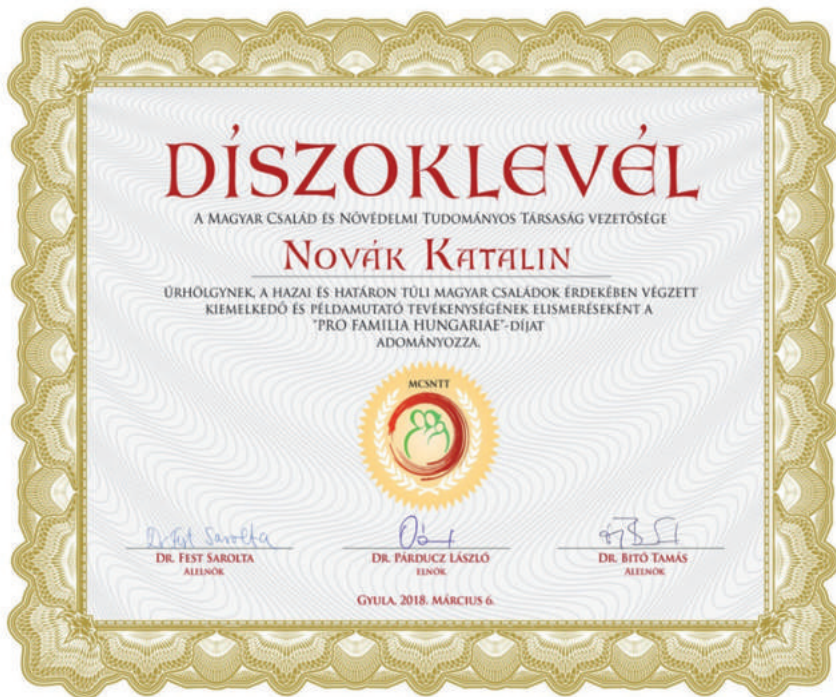 DÍSZOKLEVÉL
A MAGYAR CSALÁD ÉS NŐVÉDELMI TUDOMÁNYOS TÁRSASÁG VEZETŐSÉGE
NOVÁK KATALIN
ÚRHÖLGYNEK, A HAZAI ÉS HATÁRON TÚLI MAGYAR CSALÁDOK ÉRDEKÉBEN VÉGZETT
KIEMELKEDŐ ÉS PÉLDAMUTATÓ TEVÉKENYSÉGÉNEK ELISMERÉSEKÉNT A
"PRO FAMILIA HUNGARIAE"-DÍJAT
ADOMÁNYOZZA.
MCSNTT
Dr Fest Sarolta
DR. FEST SAROLTA DR. PÁRDUCZ LÁSZLÓ DR. BITÓ TAMÁS
ALELNÖK ELNÖK ALELNÖK
GYULA, 2018. MÁRCIUS 6.